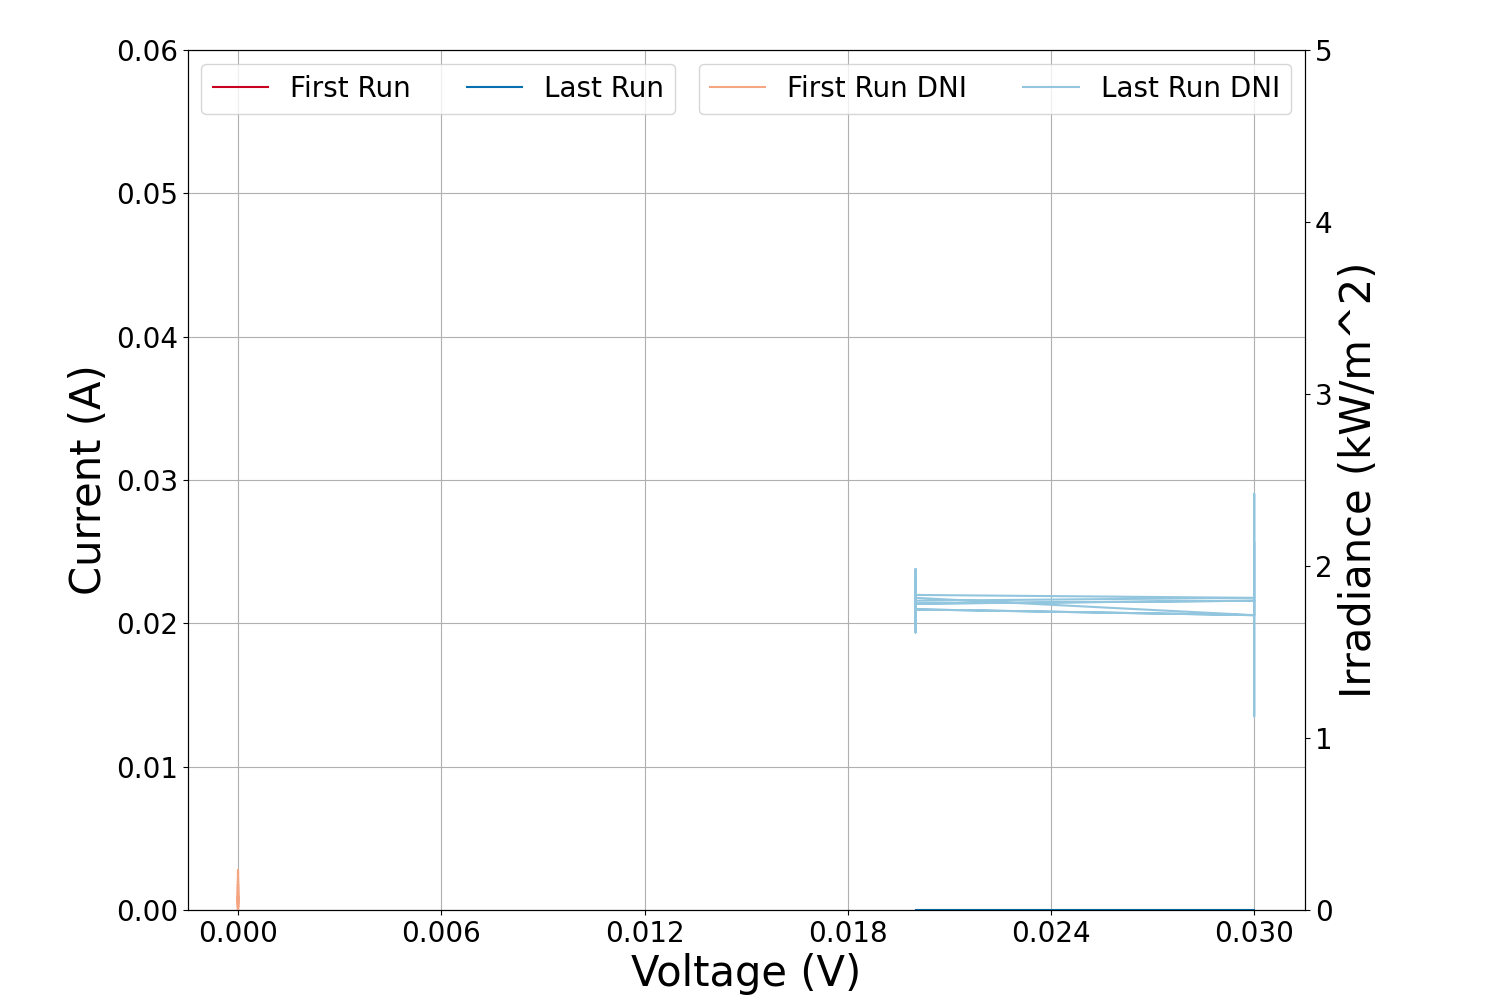 First Run
Last Run
First Run DNI
Last Run DNI
0.06
0.05
0.04
0.03
0.02
0.01
0.00
Current (A)
5
4
3
2
1
0
Irradiance (kW/m^2)
0.000 0.006 0.012 0.018 0.024 0.030
Voltage (V)